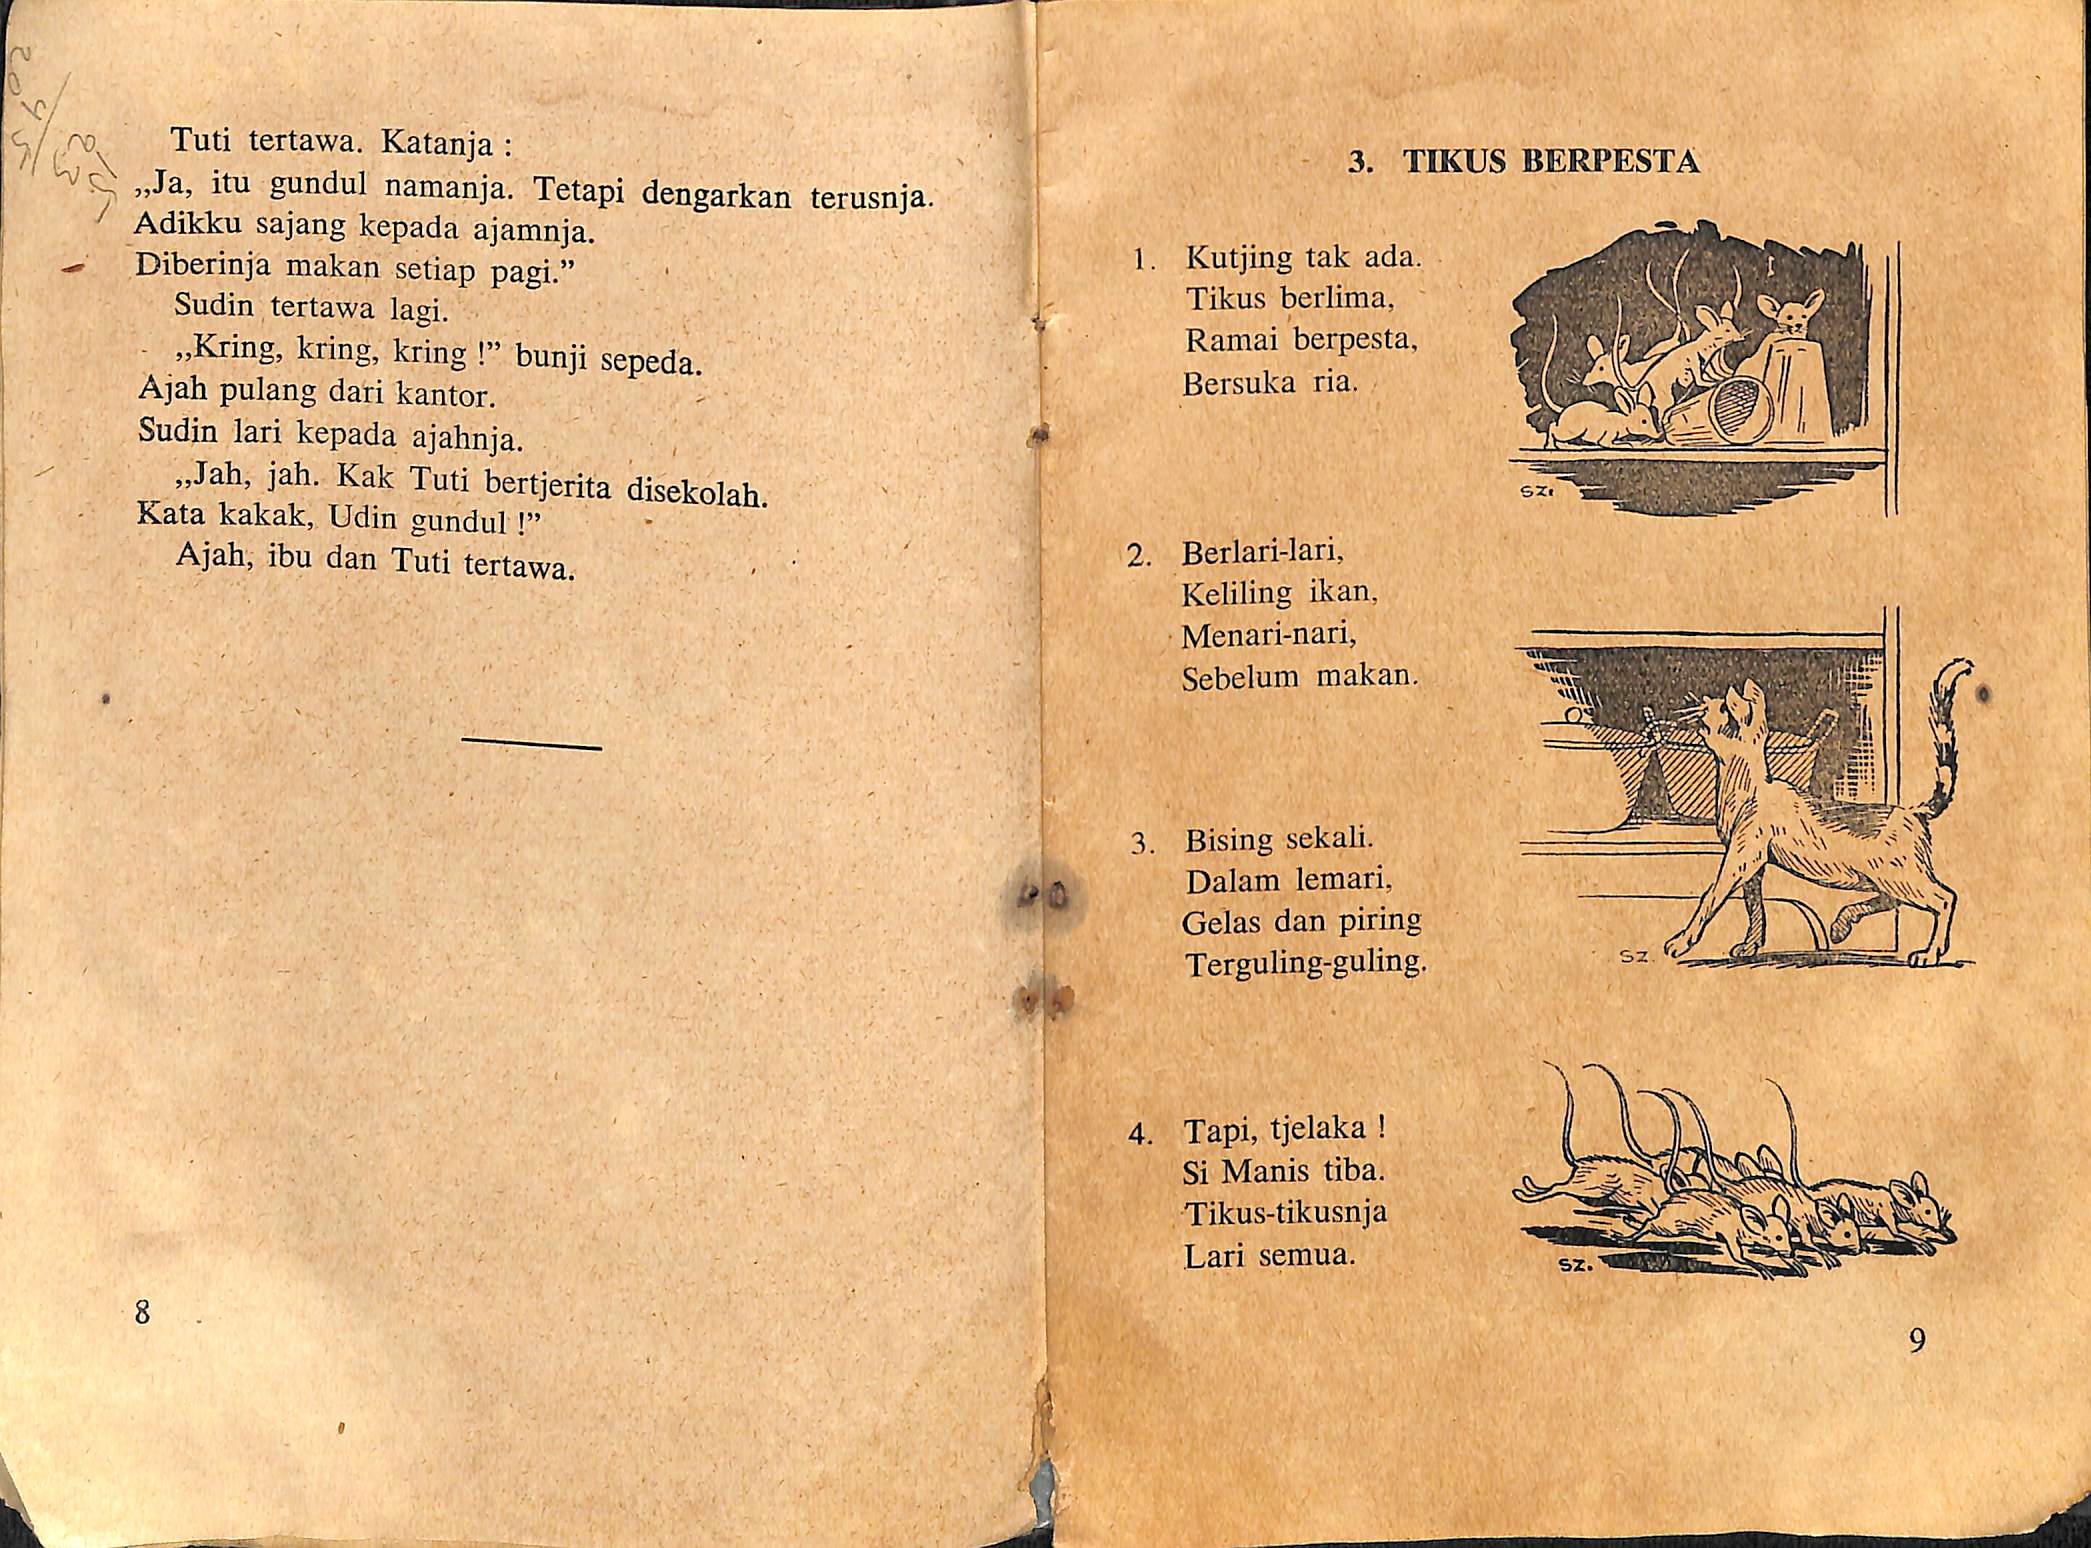 Tuti tertawa. Katanja :
„Ja, itu gundul namanja. Tetapi dengarkan terusnja.
Adikku sajang kepada ajamnja.
Diberinja makan setiap pagi.”
Sudin tertawa lagi.
„Kring, kring, kring !” bunji sepeda.
Ajah pulang dari kantor.
Sudin lari kepada ajahnja.
„Jah, jah. Kak Tuti bertjerita disekolah.
Kata kakak, Udin gundul !”
Ajah, ibu dan Tuti tertawa.
8
3. TIKUS BERPESTA
1. Kutjing tak ada.
Tikus berlima,
Ramai berpesta,
Bersuka ria.
SZ.
2. Berlari-lari,
Keliling ikan,
Menari-nari,
Sebelum makan.
3. Bising sekali.
Dalam lemari,
Gelas dan piring
Terguling-guling.
SZ.
4. Tapi, tjelaka !
Si Manis tiba.
Tikus-tikusnja
Lari semua.
SZ.
9